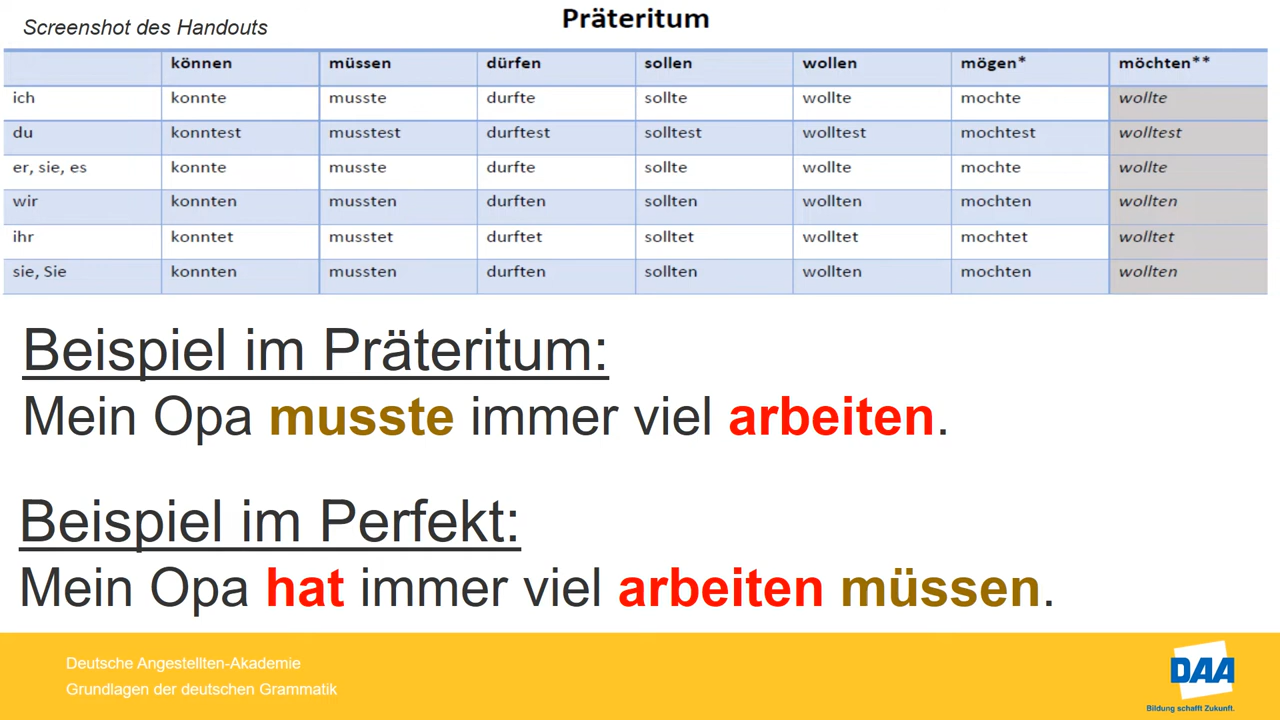 Screenshot des Handouts
Präteritum
können müssen dürfen sollen wollen mögen* möchten**
ich konnte musste durfte sollte wollte mochte wollte
du konntest musstest durftest solltest wolltest mochtest wolltest
er, sie, es konnte musste durfte sollte wollte mochte wollte
wir konnten mussten durften sollten wollten mochten wollten
ihr konntet musstet durftet solltet wolltet mochtet wolltet
sie, Sie konnten mussten durften sollten wollten mochten wollten
Beispiel im Präteritum:
Mein Opa musste immer viel arbeiten.
Beispiel im Perfekt:
Mein Opa hat immer viel arbeiten müssen.
Deutsche Angestellten-Akademie
Grundlagen der deutschen Grammatik
DAA
Bildung schafft Zukunft.